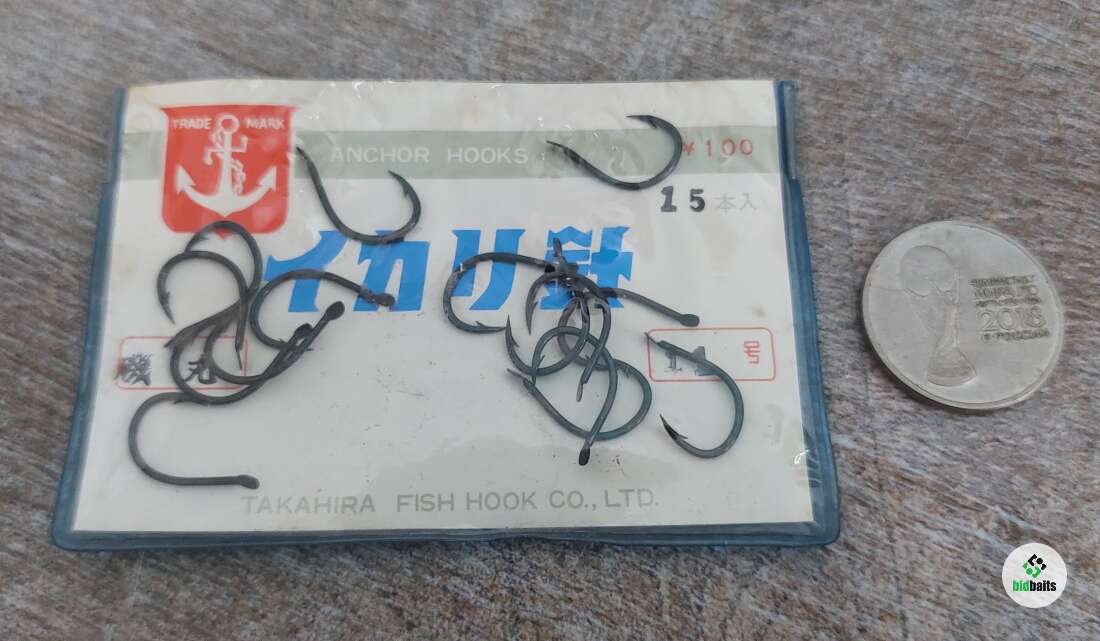 TRADE MARK
ANCHOR HOOKS
¥100
15本入
イカリ針
号
TAKAHIRA FISH HOOK CO., LTD.
2018
bidbaits